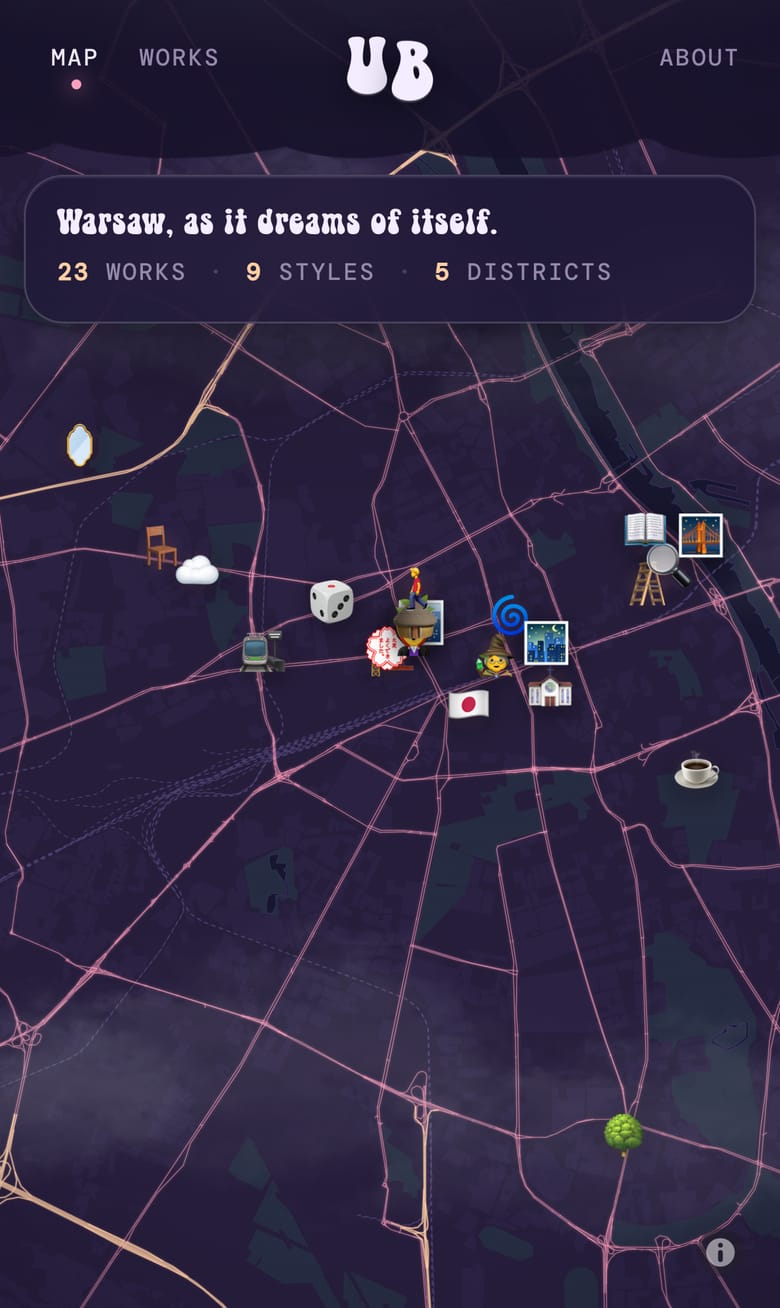 MAP WORKS UB ABOUT
Warsaw, as it dreams of itself.
23 WORKS · 9 STYLES · 5 DISTRICTS